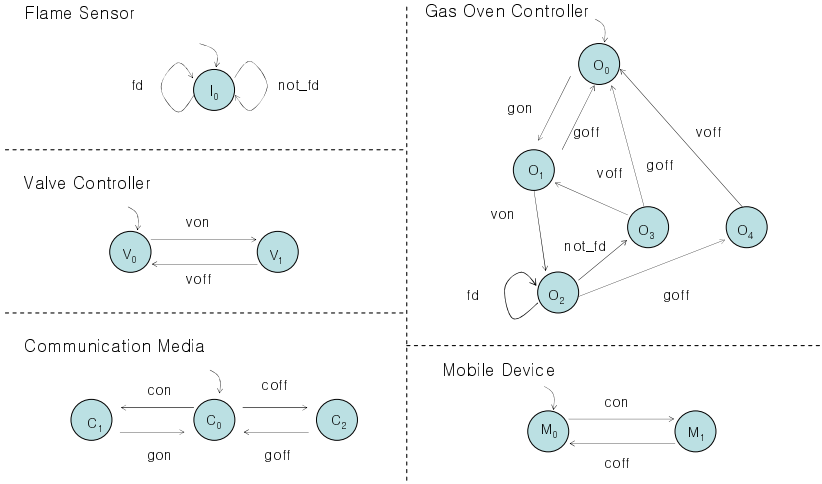 Flame Sensor
fd
I0
not_fd
Valve Controller
von
V0
V1
voff
Communication Media
con
coff
C1
C0
C2
gon
goff
Gas Oven Controller
O0
gon
goff
voff
O1
voff
goff
von
O3
O4
not_fd
fd
O2
goff
Mobile Device
con
M0
M1
coff